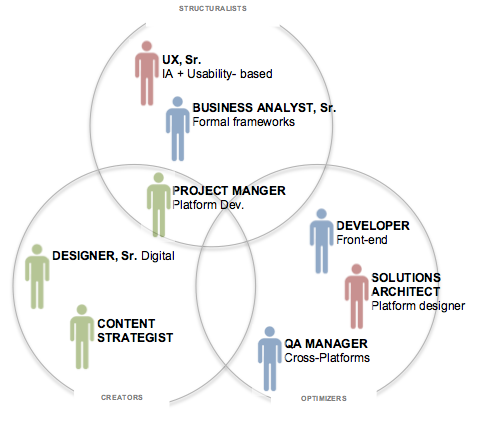 STRUCTURALISTS
UX, Sr.
IA + Usability- based
BUSINESS ANALYST, Sr.
Formal frameworks
PROJECT MANGER
Platform Dev.
DEVELOPER
Front-end
DESIGNER, Sr. Digital
SOLUTIONS
ARCHITECT
Platform designer
CONTENT
STRATEGIST
QA MANAGER
Cross-Platforms
CREATORS
OPTIMIZERS